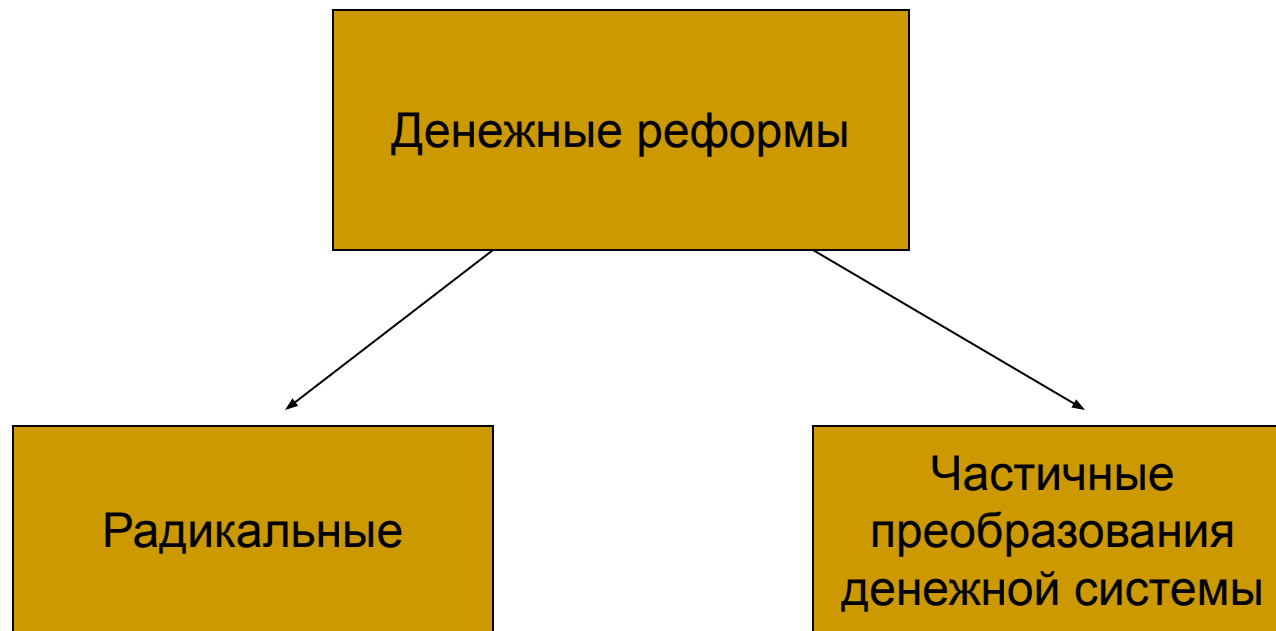 Денежные реформы
Радикальные
Частичные
преобразования
денежной системы